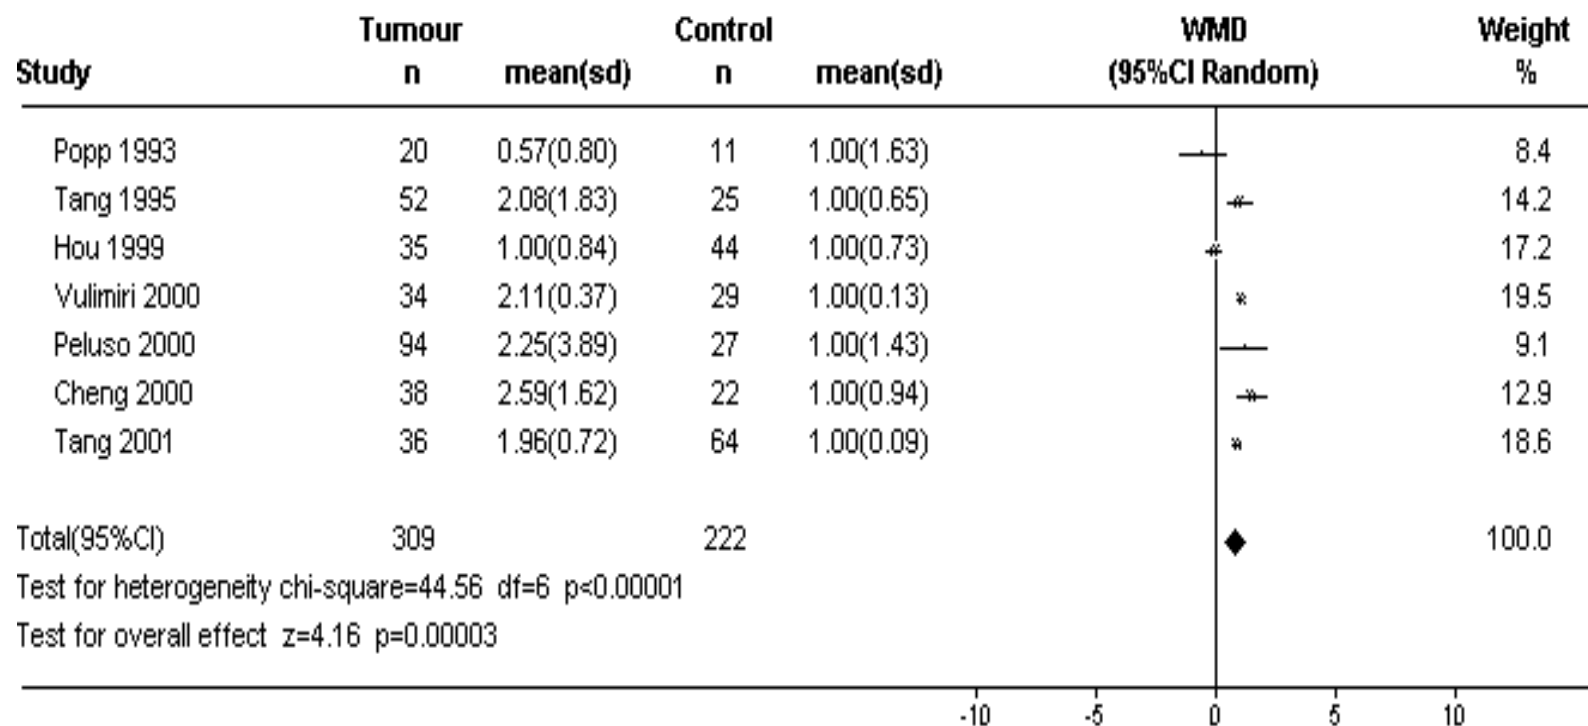 Tumour Control WMD Weight
Study n mean(sd) n mean(sd) (95%CI Random) %
Popp 1993 20 0.57(0.80) 11 1.00(1.63) 8.4
Tang 1995 52 2.08(1.83) 25 1.00(0.65) 14.2
Hou 1999 35 1.00(0.84) 44 1.00(0.73) 17.2
Vulimiri 2000 34 2.11(0.37) 29 1.00(0.13) 19.5
Peluso 2000 94 2.25(3.89) 27 1.00(1.43) 9.1
Cheng 2000 38 2.59(1.62) 22 1.00(0.94) 12.9
Tang 2001 36 1.96(0.72) 64 1.00(0.09) 18.6
Total(95%CI) 309 222 100.0
Test for heterogeneity chi-square=44.56 df=6 p<0.00001
Test for overall effect z=4.16 p=0.00003
-10 -5 0 5 10